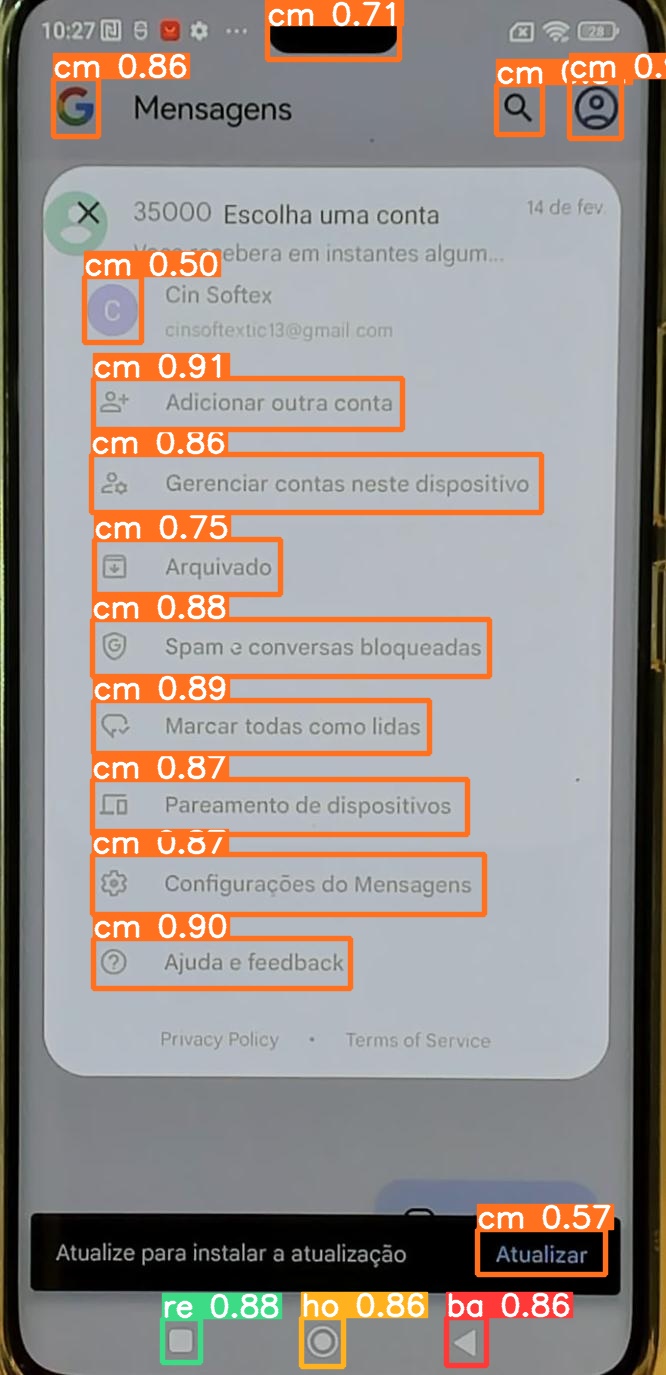 cm 0.71
10:27
28
cm 0.86
cm
cm 0.
G Mensagens
35000 Escolha uma conta
14 de fev.
recebera em instantes algum...
cm 0.50
C
Cin Softex
cinsoftextic13@gmail.com
cm 0.91
Adicionar outra conta
cm 0.86
Gerenciar contas neste dispositivo
cm 0.75
Arquivado
cm 0.88
Spam e conversas bloqueadas
cm 0.89
Marcar todas como lidas
cm 0.87
Pareamento de dispositivos
cm 0.87
Configurações do Mensagens
cm 0.90
Ajuda e feedback
Privacy Policy • Terms of Service
cm 0.57
Atualize para instalar a atualização
Atualizar
re 0.88
ho 0.86
ba 0.86